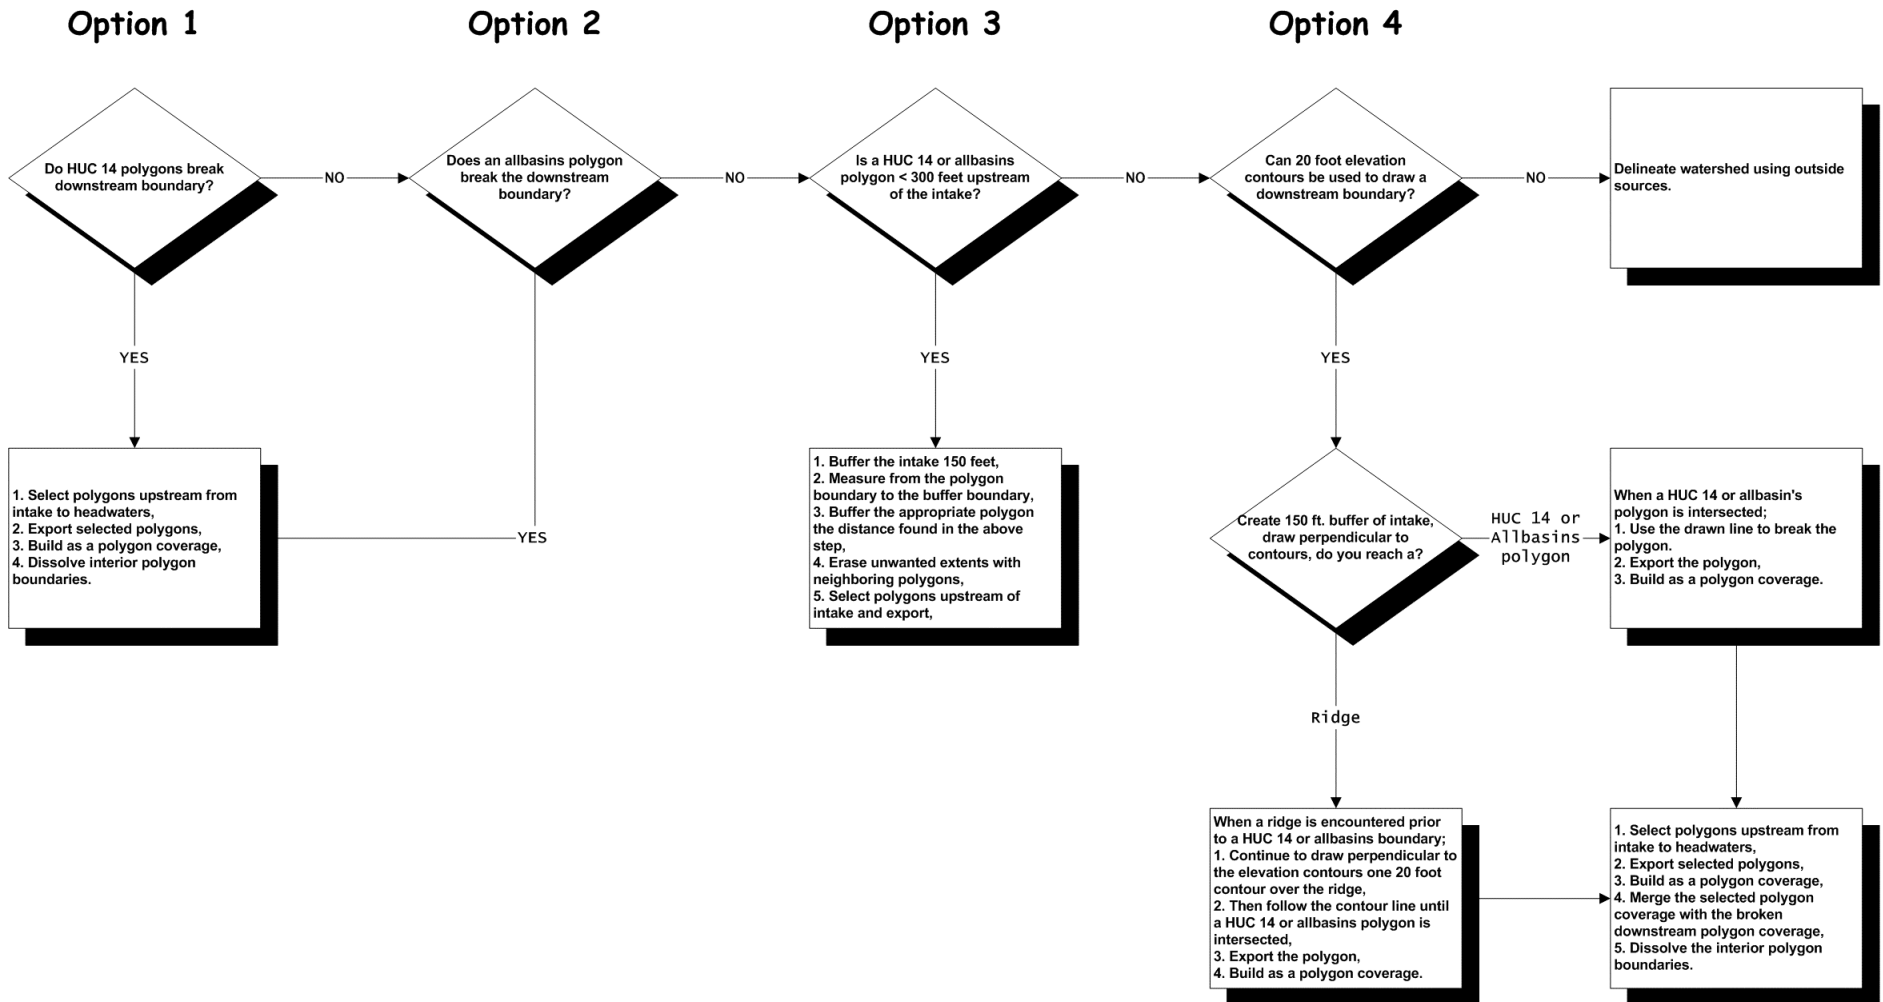 Option 1
Option 2
Option 3
Option 4
Do HUC 14 polygons break
downstream boundary?
NO
Does an allbasins polygon
break the downstream
boundary?
NO
Is a HUC 14 or allbasins
polygon < 300 feet upstream
of the intake?
NO
Can 20 foot elevation
contours be used to draw a
downstream boundary?
NO
Delineate watershed using outside
sources.
YES
YES
YES
1. Select polygons upstream from
intake to headwaters,
2. Export selected polygons,
3. Build as a polygon coverage,
4. Dissolve interior polygon
boundaries.
YES
1. Buffer the intake 150 feet,
2. Measure from the polygon
boundary to the buffer boundary,
3. Buffer the appropriate polygon
the distance found in the above
step,
4. Erase unwanted extents with
neighboring polygons,
5. Select polygons upstream of
intake and export,
Create 150 ft. buffer of intake,
draw perpendicular to
contours, do you reach a?
HUC 14 or
Allbasins
polygon
When a HUC 14 or allbasin's
polygon is intersected;
1. Use the drawn line to break the
polygon.
2. Export the polygon,
3. Build as a polygon coverage.
Ridge
When a ridge is encountered prior
to a HUC 14 or allbasins boundary;
1. Continue to draw perpendicular to
the elevation contours one 20 foot
contour over the ridge,
2. Then follow the contour line until
a HUC 14 or allbasins polygon is
intersected,
3. Export the polygon,
4. Build as a polygon coverage.
1. Select polygons upstream from
intake to headwaters,
2. Export selected polygons,
3. Build as a polygon coverage,
4. Merge the selected polygon
coverage with the broken
downstream polygon coverage,
5. Dissolve the interior polygon
boundaries.